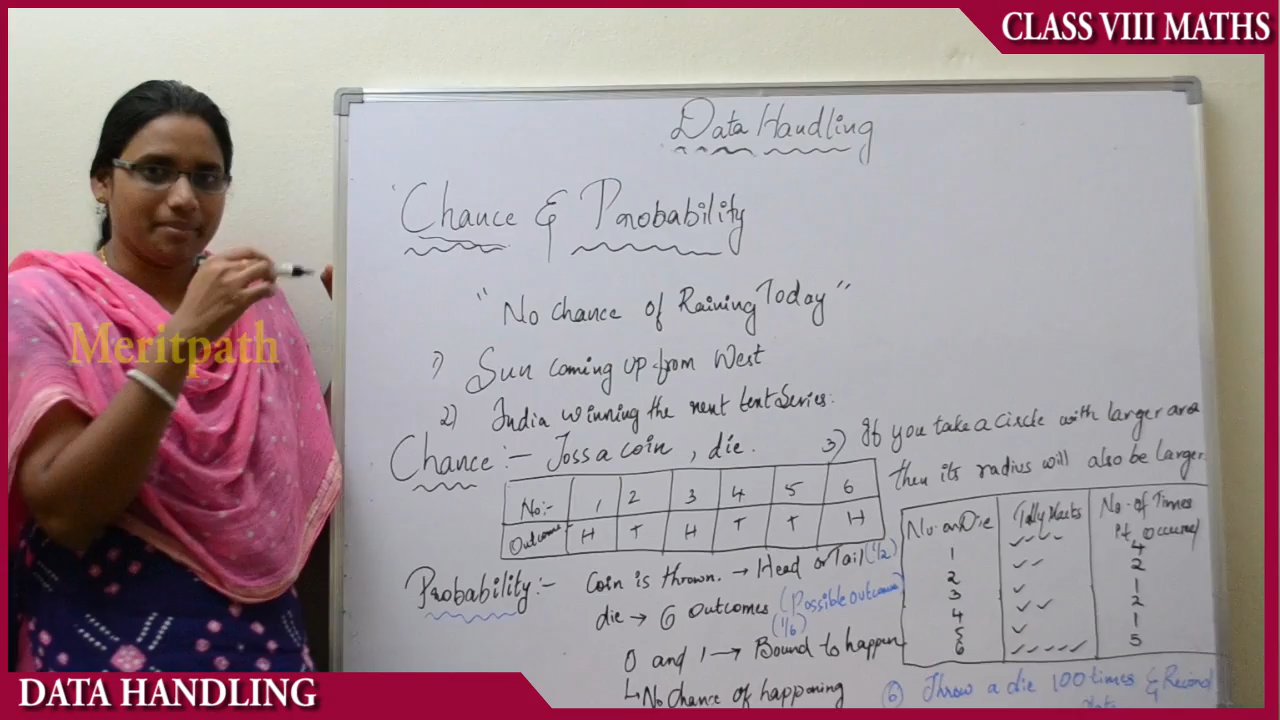 CLASS VIII MATHS
Data Handling
Chance & Probability
"No chance of Raining Today"
1) Sun coming up from West
2) India winning the next test Series.
3) If you take a circle with larger area
then its radius will also be larger.
Chance :- Toss a coin, die.
No:- 1 2 3 4 5 6
Outcome H T H T T H
No. on Die Tally Marks No. of Times
it occurred
1 ✓✓✓ 4
2 ✓✓ 2
3 ✓ 1
4 ✓✓ 2
5 ✓ 1
6 ✓✓✓✓✓ 5
Probability :- Coin is thrown. → Head or Tail (1/2)
die → 6 outcomes (Possible outcomes)
(1/6)
0 and 1 → Bound to happen
↳ No chance of happening
6 Throw a die 100 times & Record
data
Meritpath
DATA HANDLING